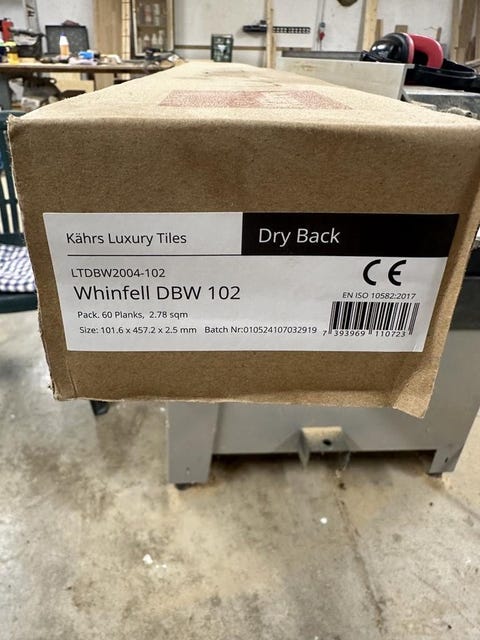 Kährs Luxury Tiles
Dry Back
LTDBW2004-102
Whinfell DBW 102
CE
EN ISO 10582:2017
Pack. 60 Planks, 2.78 sqm
Size: 101.6 x 457.2 x 2.5 mm Batch Nr:010524107032919
7 393969 110723